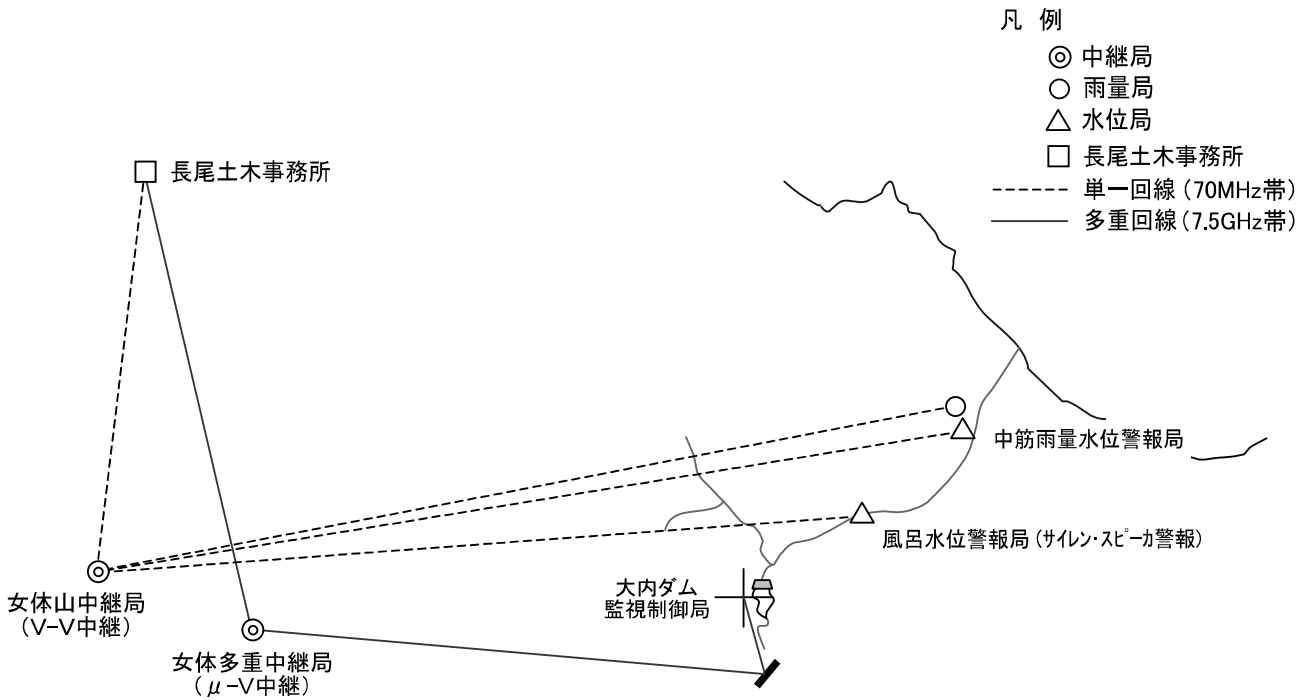 凡 例
中継局
雨量局
水位局
長尾土木事務所
単一回線(70MHz帯)
多重回線(7.5GHz帯)
長尾土木事務所
中筋雨量水位警報局
風呂水位警報局(サイレン・スピーカ警報)
大内ダム
監視制御局
女体山中継局
(V-V中継)
女体多重中継局
(μ-V中継)